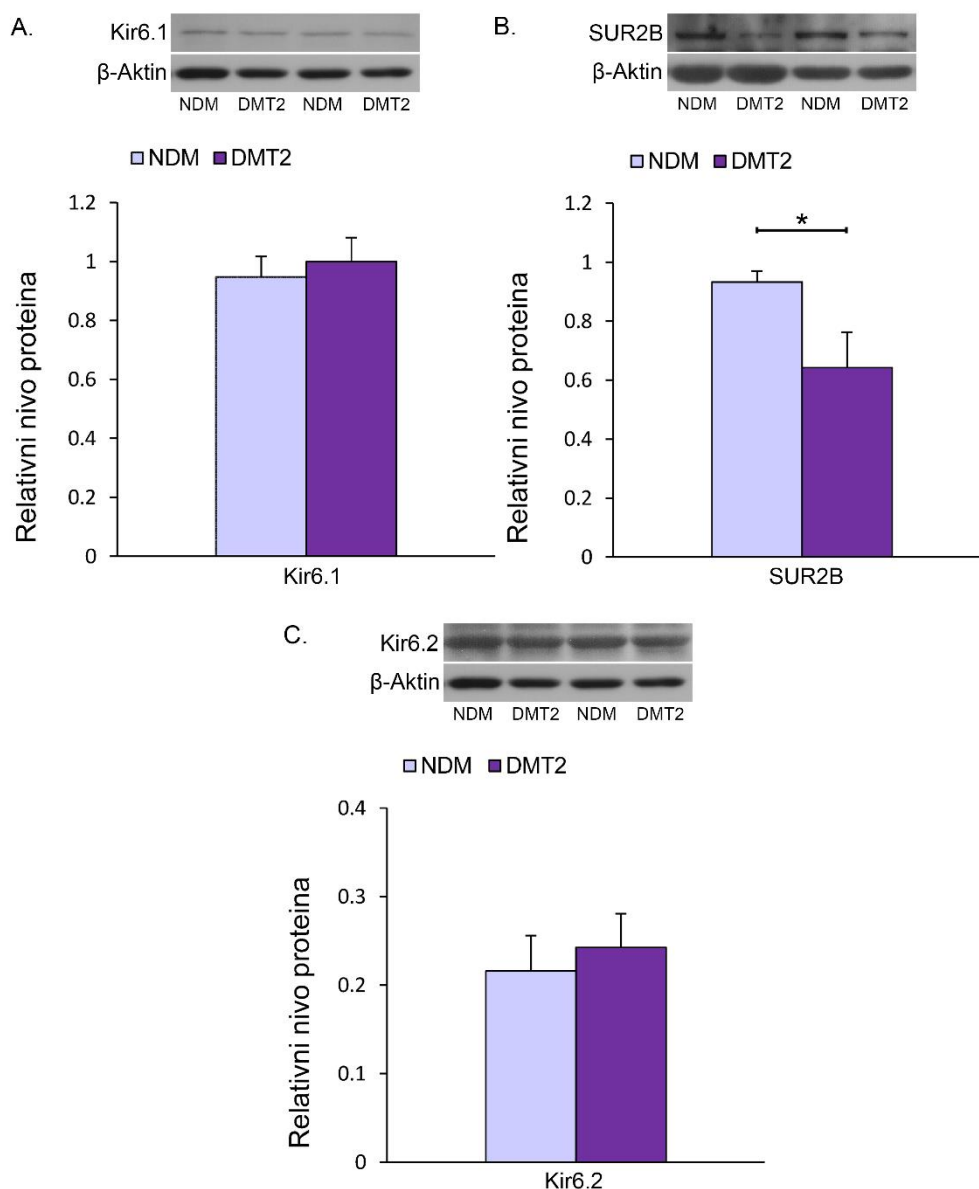 A.
Kir6.1
β-Aktin
NDM DMT2 NDM DMT2
NDM DMT2
Relativni nivo proteina
1.2
1
0.8
0.6
0.4
0.2
0
Kir6.1
B.
SUR2B
β-Aktin
NDM DMT2 NDM DMT2
NDM DMT2
*
Relativni nivo proteina
1.2
1
0.8
0.6
0.4
0.2
0
SUR2B
C.
Kir6.2
β-Aktin
NDM DMT2 NDM DMT2
NDM DMT2
Relativni nivo proteina
0.4
0.3
0.2
0.1
0
Kir6.2